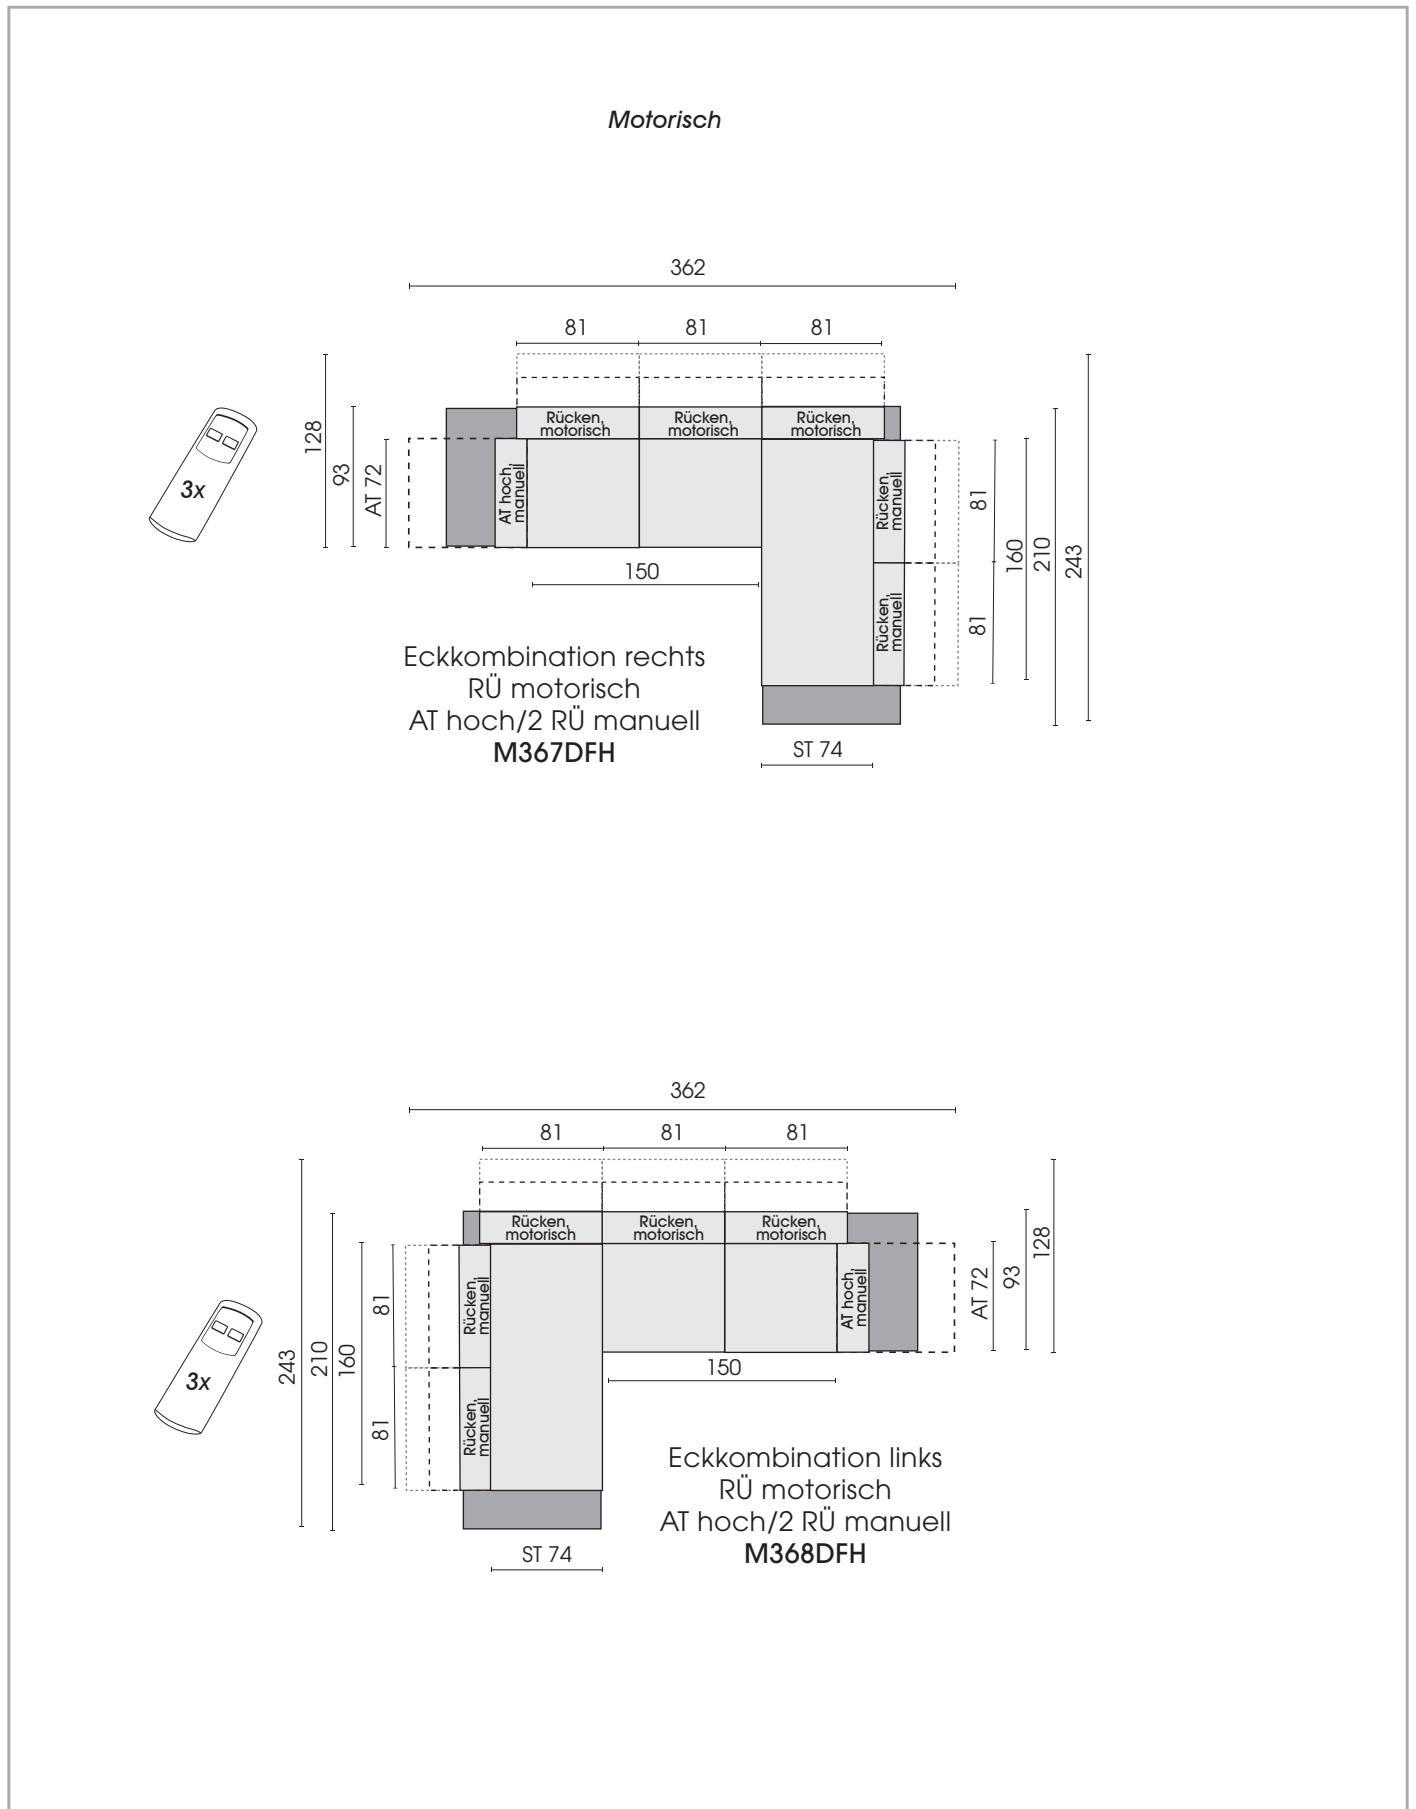 Motorisch
362
81 81 81
128
93
AT 72
3x
Rücken,
motorisch
Rücken,
motorisch
Rücken,
motorisch
AT hoch,
manuell
Rücken,
manuell
Rücken,
manuell
81
81
160
210
243
150
Eckkombination rechts
RÜ motorisch
AT hoch/2 RÜ manuell
M367DFH
ST 74
362
81 81 81
Rücken,
motorisch
Rücken,
motorisch
Rücken,
motorisch
3x
243
210
160
81
81
Rücken,
manuell
Rücken,
manuell
AT hoch,
manuell
AT 72
93
128
150
Eckkombination links
RÜ motorisch
AT hoch/2 RÜ manuell
M368DFH
ST 74